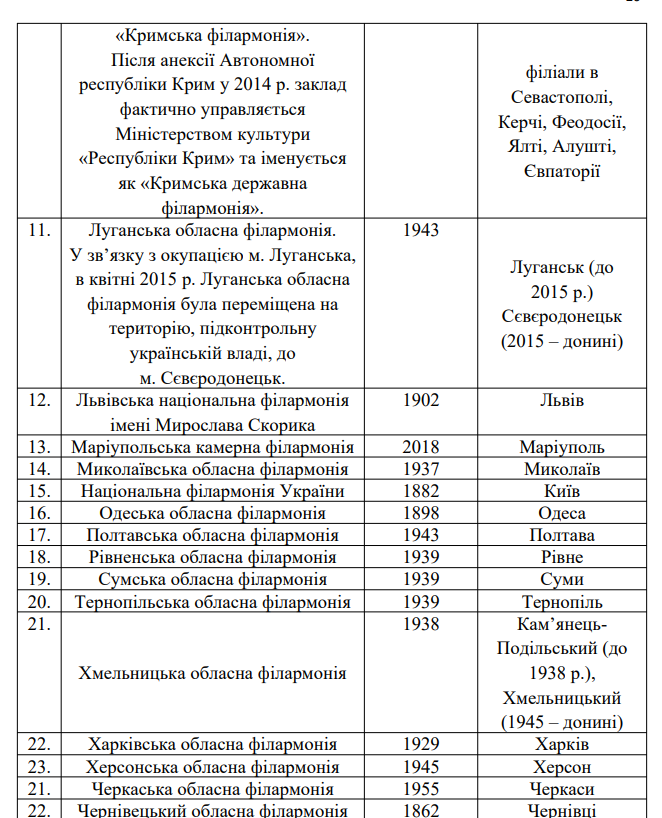 «Кримська філармонія».
Після анексії Автономної
республіки Крим у 2014 р. заклад
фактично управляється
Міністерством культури
«Республіки Крим» та іменується
як «Кримська державна
філармонія».
філіали в
Севастополі,
Керчі, Феодосії,
Ялті, Алушті,
Євпаторії
11. Луганська обласна філармонія. 1943
У зв’язку з окупацією м. Луганська,
в квітні 2015 р. Луганська обласна
філармонія була переміщена на
територію, підконтрольну
українській владі, до
м. Сєвєродонецьк.
Луганськ (до
2015 р.)
Сєвєродонецьк
(2015 – донині)
12. Львівська національна філармонія 1902 Львів
імені Мирослава Скорика
13. Маріупольська камерна філармонія 2018 Маріуполь
14. Миколаївська обласна філармонія 1937 Миколаїв
15. Національна філармонія України 1882 Київ
16. Одеська обласна філармонія 1898 Одеса
17. Полтавська обласна філармонія 1943 Полтава
18. Рівненська обласна філармонія 1939 Рівне
19. Сумська обласна філармонія 1939 Суми
20. Тернопільська обласна філармонія 1939 Тернопіль
21. Хмельницька обласна філармонія 1938
Кам’янець-
Подільський (до
1938 р.),
Хмельницький
(1945 – донині)
22. Харківська обласна філармонія 1929 Харків
23. Херсонська обласна філармонія 1945 Херсон
21. Черкаська обласна філармонія 1955 Черкаси
22. Чернівецький обласна філармонія 1862 Чернівці